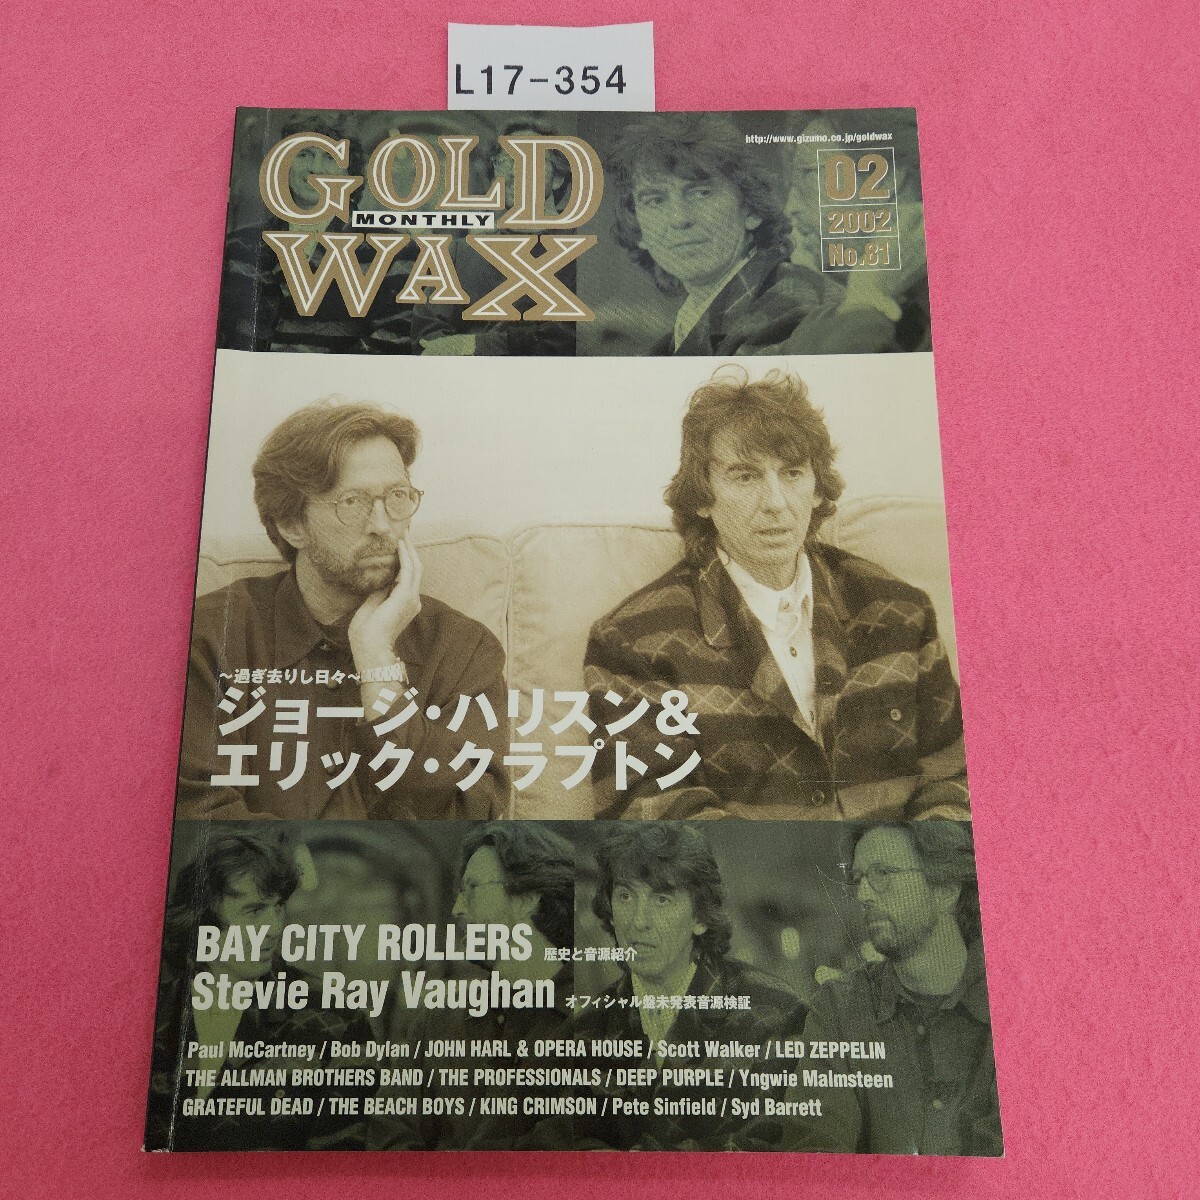 L17-354
GOLD
MONTHLY
WAX
http://www.gizumo.co.jp/goldwax
02
2002
No.81
～過ぎ去りし日々～
ジョージ・ハリスン&
エリック・クラプトン
BAY CITY ROLLERS 歴史と音源紹介
Stevie Ray Vaughan オフィシャル盤未発表音源検証
Paul McCartney / Bob Dylan / JOHN HARL & OPERA HOUSE / Scott Walker / LED ZEPPELIN
THE ALLMAN BROTHERS BAND / THE PROFESSIONALS / DEEP PURPLE / Yngwie Malmsteen
GRATEFUL DEAD / THE BEACH BOYS / KING CRIMSON / Pete Sinfield / Syd Barrett